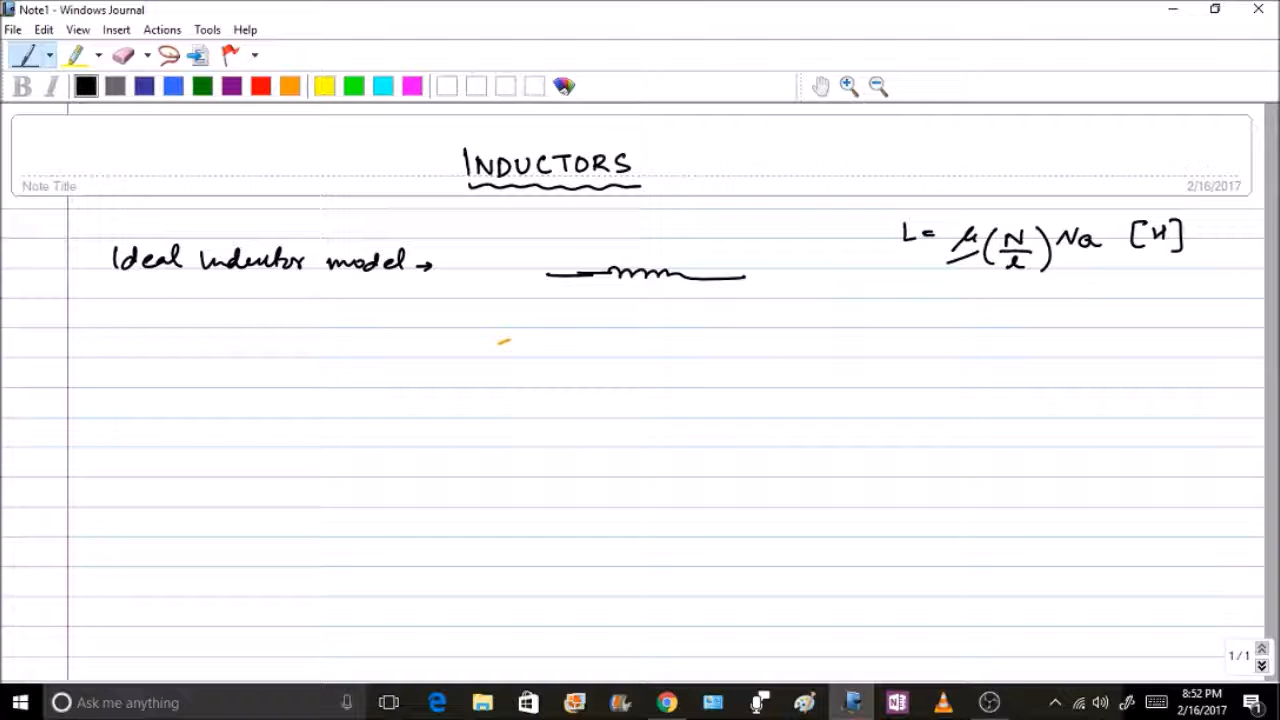 Note1 - Windows Journal
File Edit View Insert Actions Tools Help
B I
INDUCTORS
Note Title
2/16/2017
L = μ(N/l)Na [H]
Ideal inductor model →
1/1
Ask me anything
8:52 PM
2/16/2017